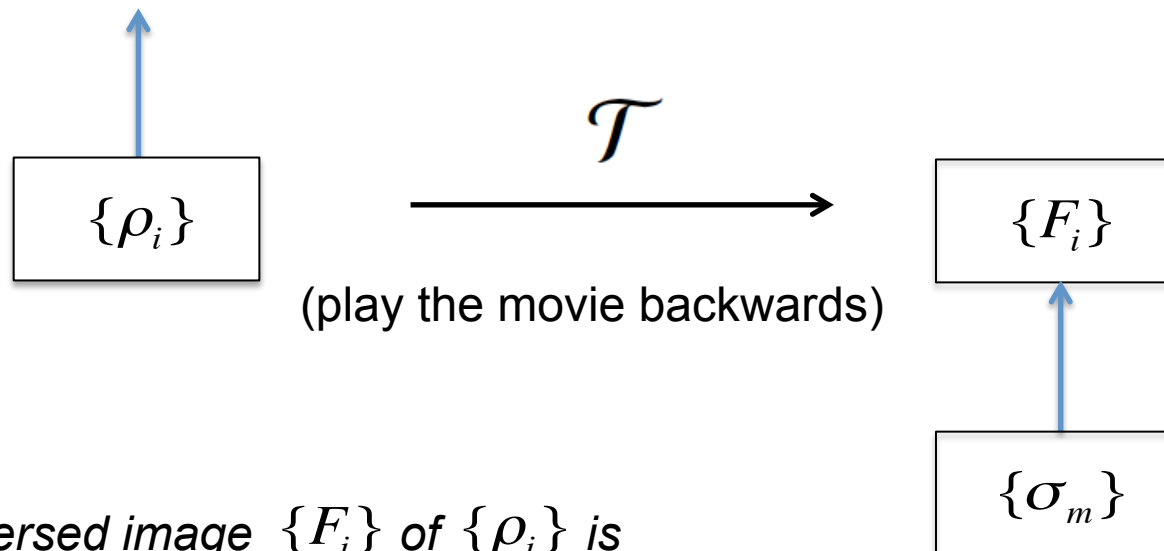 𝒯
{ρ_i}
{F_i}
(play the movie backwards)
{σ_m}
ersed image {F_i} of {ρ_i} is